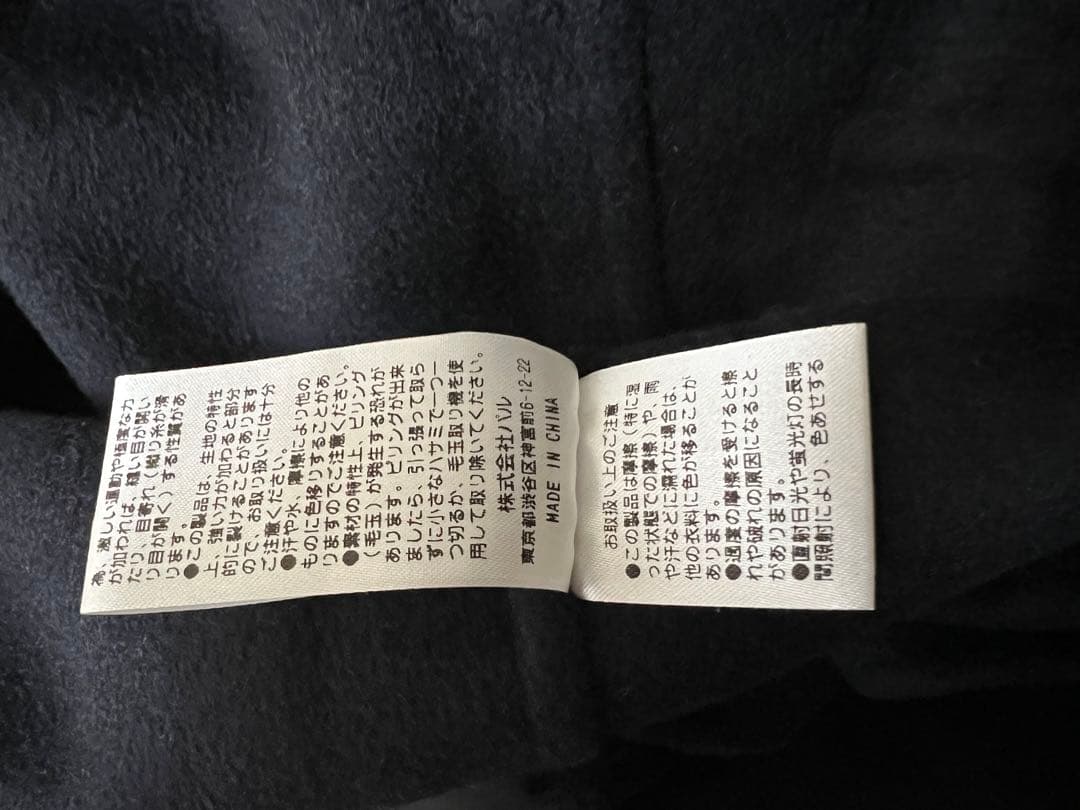 為、激しい運動や極度な力
が加われば、縫い目が開い
たり、目寄れ（織り糸が滑
り目が開く）する性質があ
ります。
●この製品は、生地の特性
上、強い力が加わると部分
的に裂けることがあります
ので、お取り扱いには十分
ご注意ください。
●汗や水、摩擦により他の
ものに色移りすることがあ
りますのでご注意ください。
●素材の特性上、ピリング
（毛玉）が発生する恐れが
あります。ピリングが出来
ましたら、引っ張って取ら
ずに小さなハサミで一つ一
つ切るか、毛玉取り機を使
用して取り除いてください。
株式会社パル
東京都渋谷区神宮前6-12-22
MADE IN CHINA
お取扱い上のご注意
●この製品は摩擦（特に湿
った状態での摩擦）や、雨
や汗などに濡れた場合は、
他の衣料に色が移ることが
あります。
●過度の摩擦を受けると擦
れや破れの原因になること
があります。
●直射日光や蛍光灯の長時
間照射により、色あせする